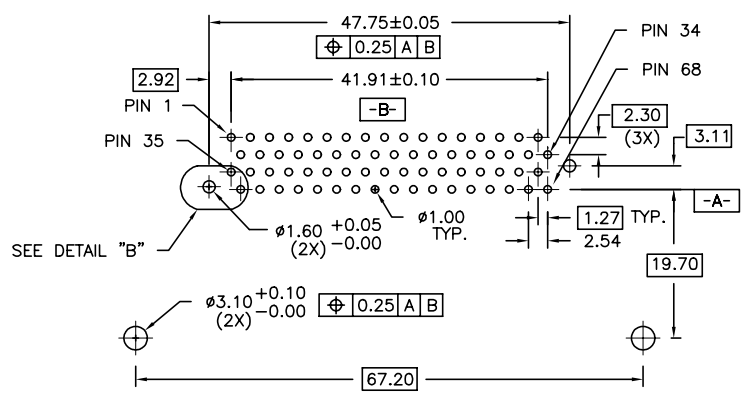 47.75±0.05
⌖ 0.25 A B
PIN 34
2.92
41.91±0.10
PIN 68
PIN 1
-B-
2.30
(3X)
PIN 35
3.11
ø1.60 +0.05 -0.00
(2X)
ø1.00
TYP.
1.27 TYP.
-A-
2.54
SEE DETAIL "B"
19.70
ø3.10 +0.10 -0.00
(2X)
⌖ 0.25 A B
67.20